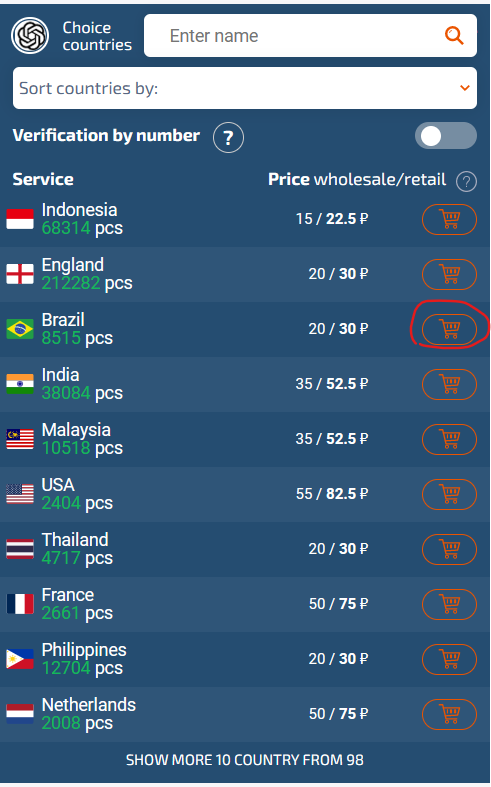 Choice
countries
Enter name
Sort countries by:
Verification by number ?
Service Price wholesale/retail ?
Indonesia
68314 pcs
15 / 22.5 ₽
England
212282 pcs
20 / 30 ₽
Brazil
8515 pcs
20 / 30 ₽
India
38084 pcs
35 / 52.5 ₽
Malaysia
10518 pcs
35 / 52.5 ₽
USA
2404 pcs
55 / 82.5 ₽
Thailand
4717 pcs
20 / 30 ₽
France
2661 pcs
50 / 75 ₽
Philippines
12704 pcs
20 / 30 ₽
Netherlands
2008 pcs
50 / 75 ₽
SHOW MORE 10 COUNTRY FROM 98